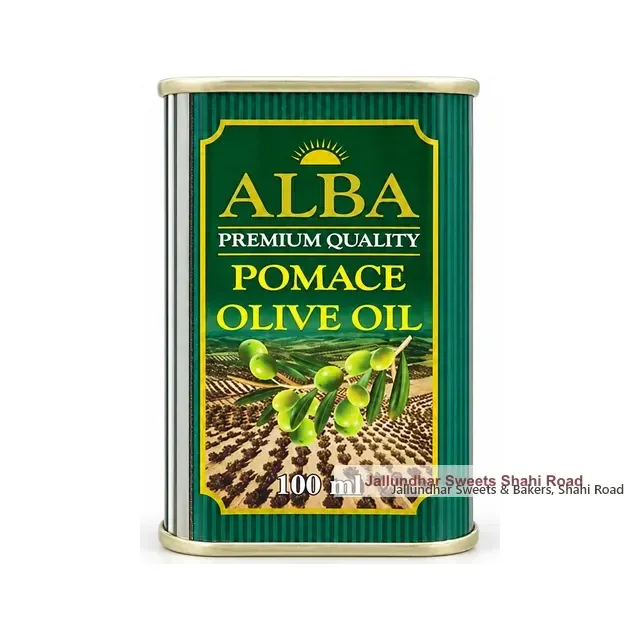 ALBA
PREMIUM QUALITY
POMACE
OLIVE OIL
100 ml
Jallundhar Sweets Shahi Road
Jallundhar Sweets & Bakers, Shahi Road